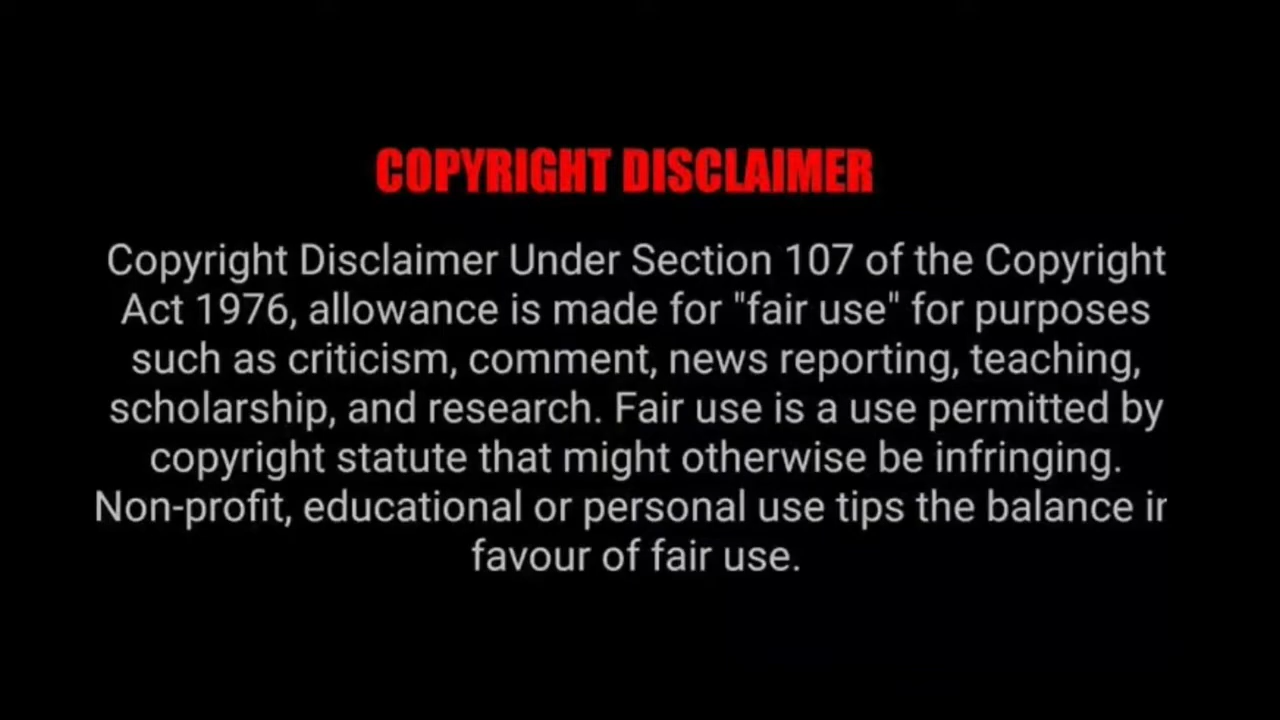 COPYRIGHT DISCLAIMER
Copyright Disclaimer Under Section 107 of the Copyright
Act 1976, allowance is made for "fair use" for purposes
such as criticism, comment, news reporting, teaching,
scholarship, and research. Fair use is a use permitted by
copyright statute that might otherwise be infringing.
Non-profit, educational or personal use tips the balance in
favour of fair use.